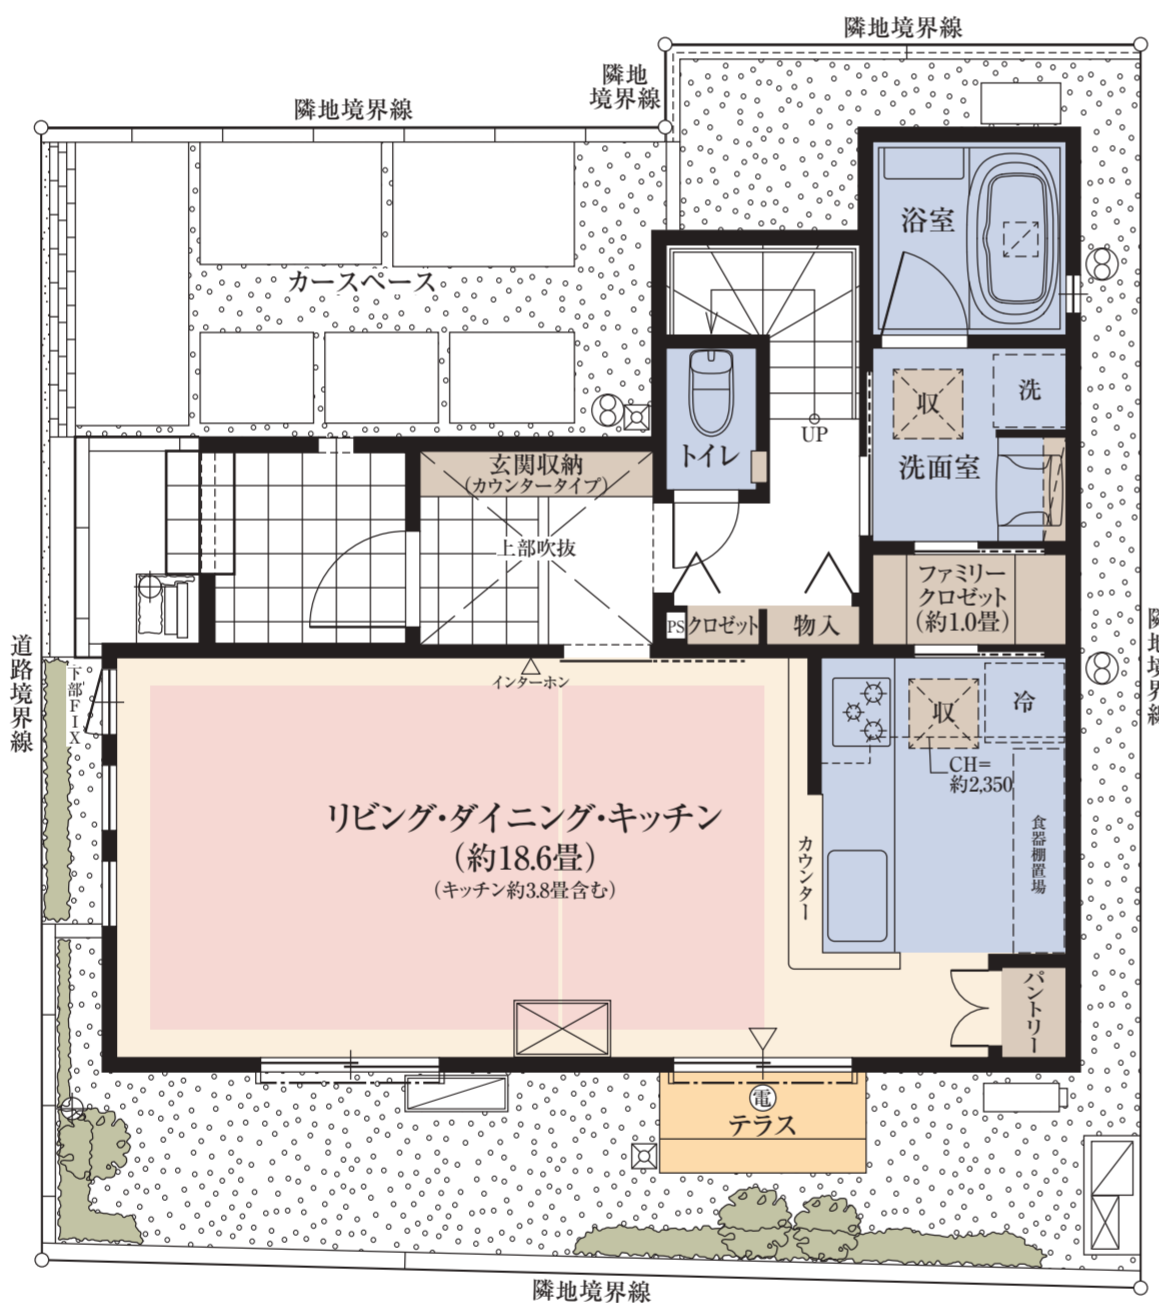 隣地境界線
隣地
境界線
隣地境界線
浴室
カースペース
洗
収
UP
トイレ
洗面室
玄関収納
(カウンタータイプ)
上部吹抜
ファミリー
クロゼット
(約1.0畳)
PS
クロゼット
物入
隣地境界線
道路境界線
下部FIX
インターホン
冷
収
CH=
約2,350
リビング・ダイニング・キッチン
(約18.6畳)
(キッチン約3.8畳含む)
カウンター
食器棚置場
パントリー
電
テラス
隣地境界線